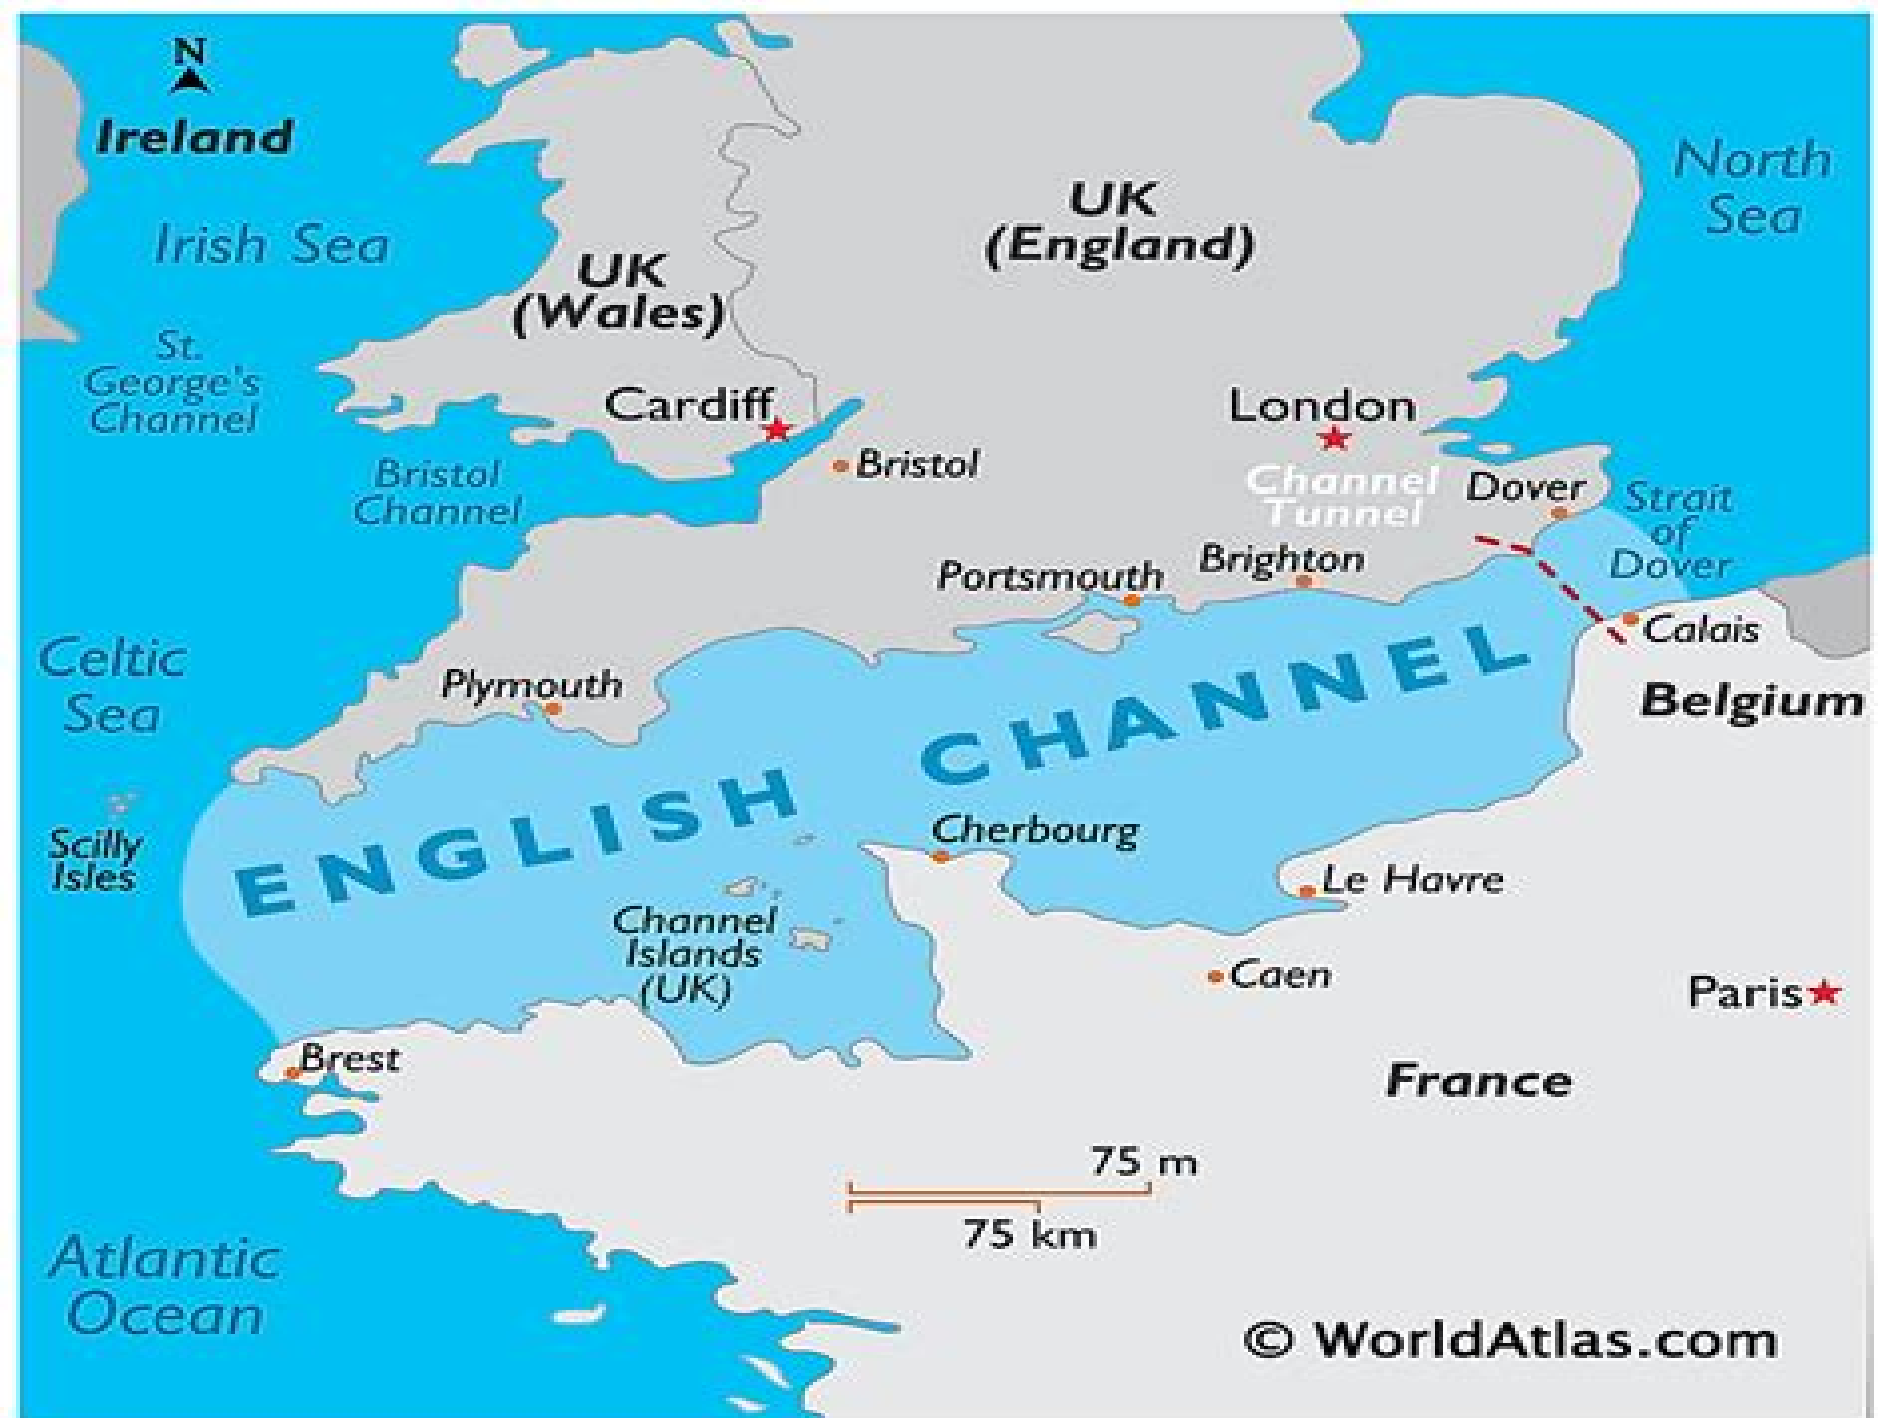 N
Ireland
Irish Sea
North
Sea
UK
(England)
UK
(Wales)
St.
George's
Channel
Cardiff
London
Bristol
Bristol
Channel
Channel
Tunnel
Dover
Strait
of
Dover
Portsmouth
Brighton
Calais
Celtic
Sea
Plymouth
Belgium
ENGLISH CHANNEL
Scilly
Isles
Cherbourg
Le Havre
Channel
Islands
(UK)
Caen
Paris
Brest
France
75 m
75 km
Atlantic
Ocean
© WorldAtlas.com